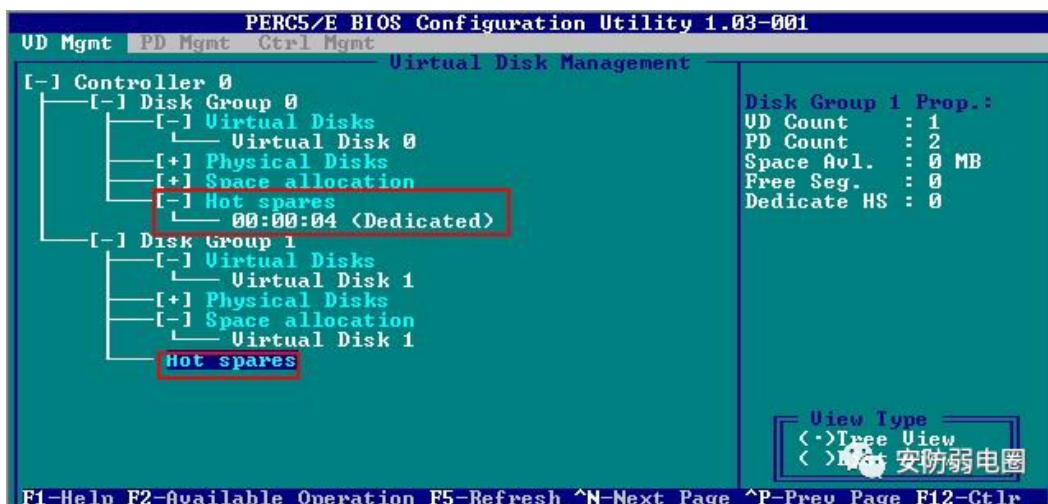 PERC5/E BIOS Configuration Utility 1.03-001
VD Mgmt PD Mgmt Ctrl Mgmt
Virtual Disk Management
[-] Controller 0
[-] Disk Group 0
[-] Virtual Disks
Virtual Disk 0
[+] Physical Disks
[+] Space allocation
[-] Hot spares
00:00:04 (Dedicated)
[-] Disk Group 1
[-] Virtual Disks
Virtual Disk 1
[+] Physical Disks
[-] Space allocation
Virtual Disk 1
Hot spares
Disk Group 1 Prop.:
VD Count : 1
PD Count : 2
Space Avl. : 0 MB
Free Seg. : 0
Dedicate HS : 0
View Type
(·)Tree View
( )
安防弱电圈
F1-Help F2-Available Operation F5-Refresh ^N-Next Page ^P-Prev Page F12-Ctlr